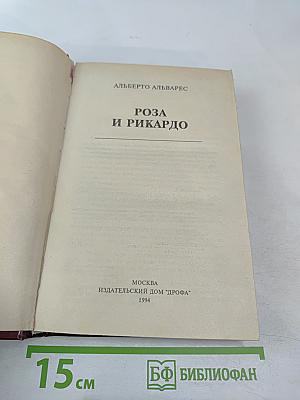 АЛЬБЕРТО АЛЬВАРЕС
РОЗА
И РИКАРДО
МОСКВА
ИЗДАТЕЛЬСКИЙ ДОМ "ДРОФА"
1994
15 см
БФ БИБЛИОФАН